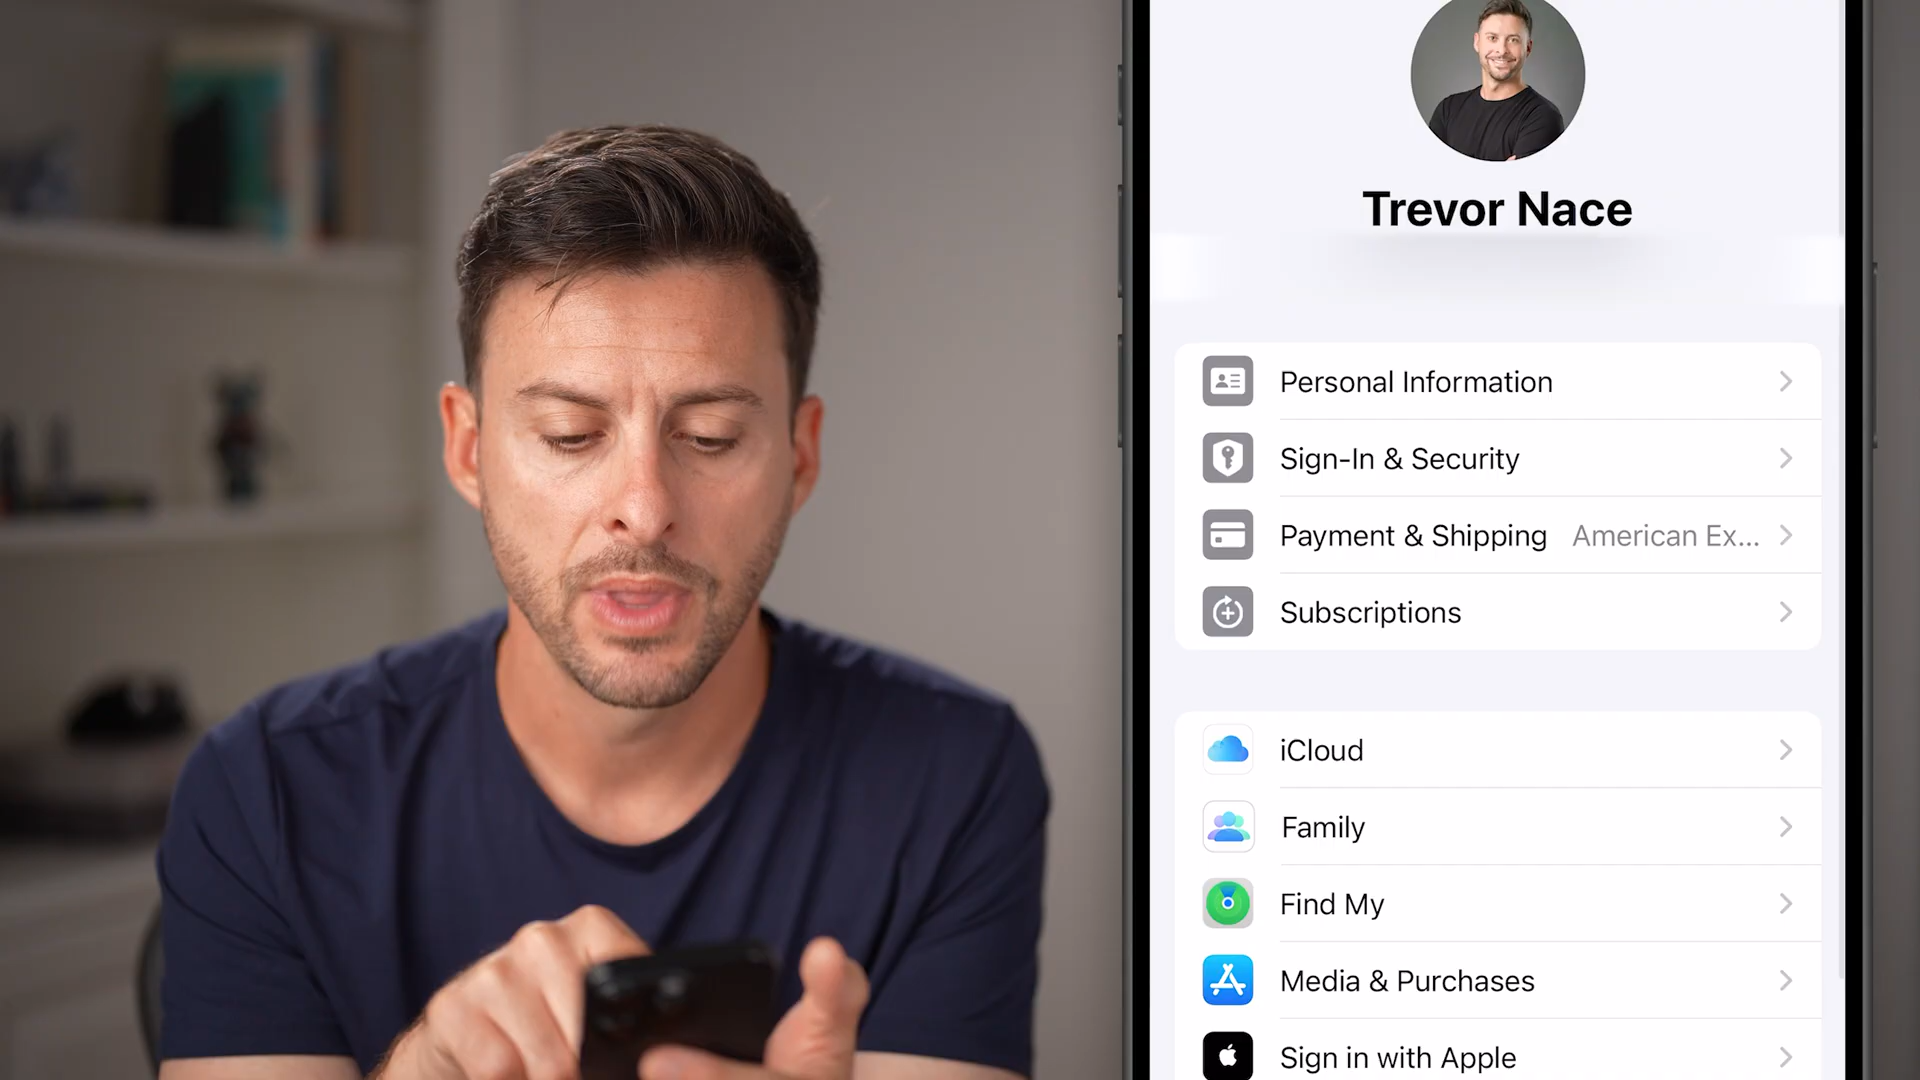 Trevor Nace
Personal Information
Sign-In & Security
Payment & Shipping American Ex...
Subscriptions
iCloud
Family
Find My
Media & Purchases
Sign in with Apple